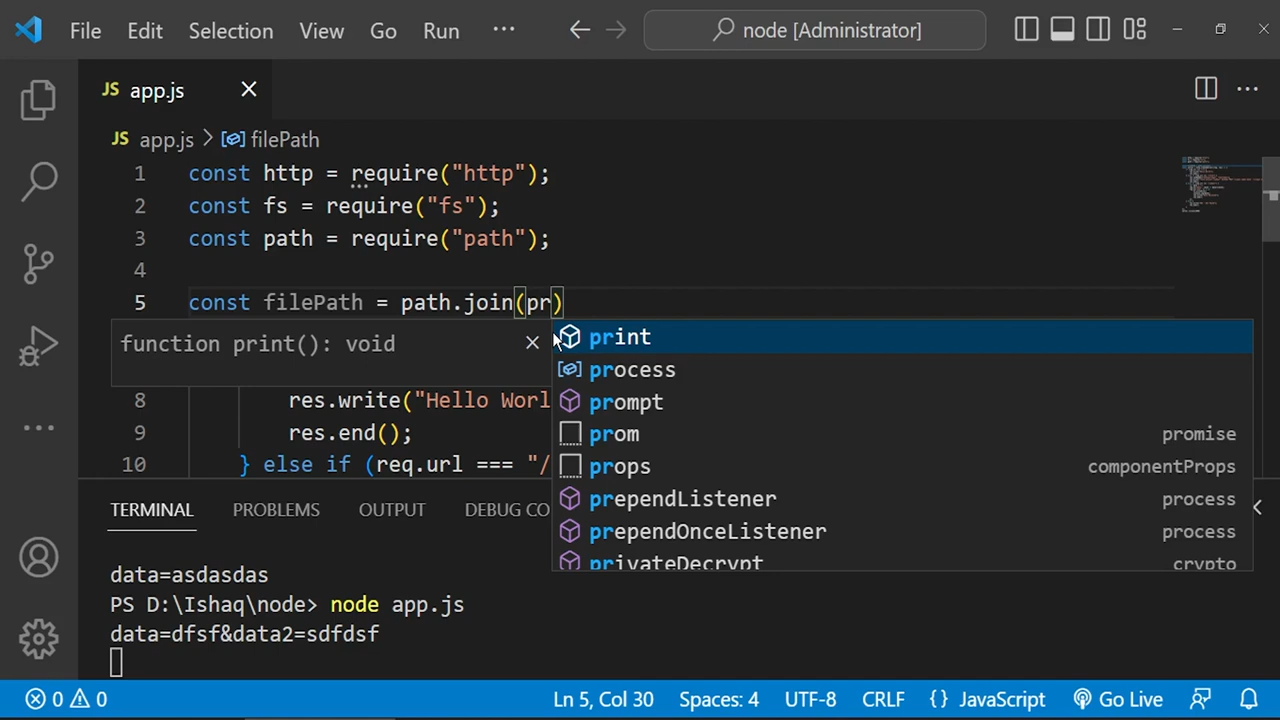 File Edit Selection View Go Run ··· node [Administrator]
JS app.js
JS app.js > filePath
1 const http = require("http");
2 const fs = require("fs");
3 const path = require("path");
4
5 const filePath = path.join(pr)
function print(): void
print
process
prompt
prom promise
props componentProps
prependListener process
prependOnceListener process
privateDecrypt crypto
8 res.write("Hello Worl
9 res.end();
10 } else if (req.url === "/
TERMINAL PROBLEMS OUTPUT DEBUG CO
data=asdasdas
PS D:\Ishaq\node> node app.js
data=dfsf&data2=sdfdsf
0 0 Ln 5, Col 30 Spaces: 4 UTF-8 CRLF {} JavaScript Go Live